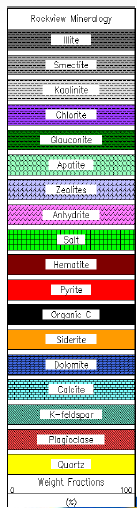 Rockview Mineralogy
Illite
Smectite
Kaolinite
Chlorite
Glauconite
Apatite
Zeolites
Anhydrite
Salt
Hematite
Pyrite
Organic C
Siderite
Dolomite
Calcite
K-feldspar
Plagioclase
Quartz
Weight Fractions
0 100
(%)